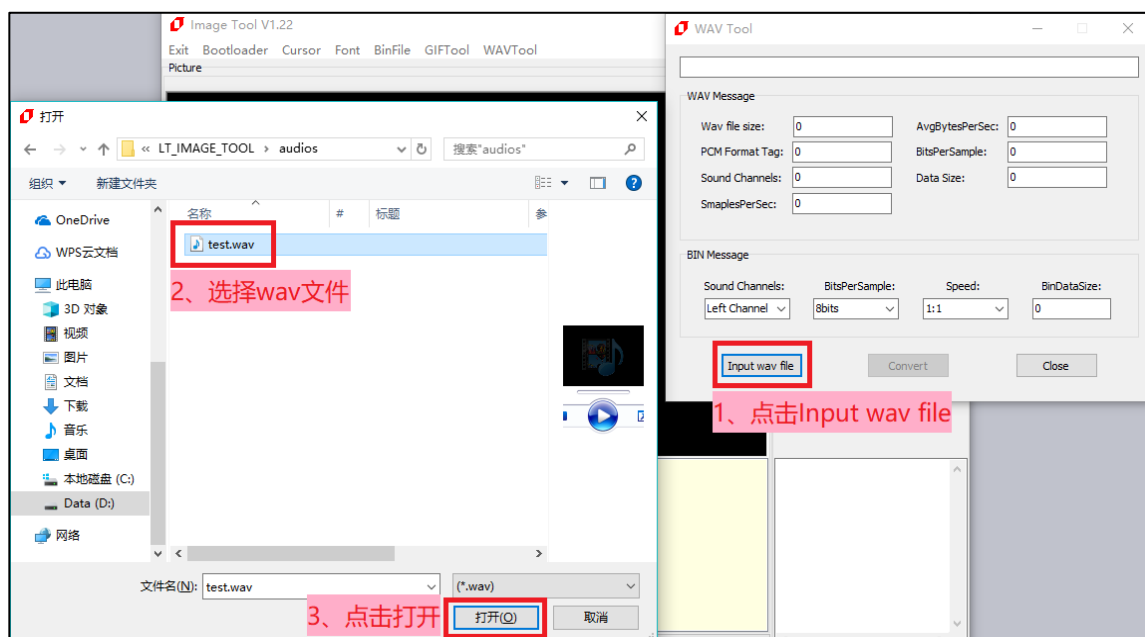 Image Tool V1.22
Exit Bootloader Cursor Font BinFile GIFTool WAVTool
Picture
WAV Tool
WAV Message
Wav file size: 0
AvgBytesPerSec: 0
PCM Format Tag: 0
BitsPerSample: 0
Sound Channels: 0
Data Size: 0
SmaplesPerSec: 0
BIN Message
Sound Channels: BitsPerSample: Speed: BinDataSize:
Left Channel 8bits 1:1 0
Input wav file Convert Close
1、点击Input wav file
打开
« LT_IMAGE_TOOL › audios
搜索"audios"
组织 新建文件夹
名称 # 标题 参
OneDrive
WPS云文档
此电脑
3D 对象
视频
图片
文档
下载
音乐
桌面
本地磁盘 (C:)
Data (D:)
网络
test.wav
2、选择wav文件
文件名(N): test.wav (*.wav)
3、点击打开
打开(O) 取消